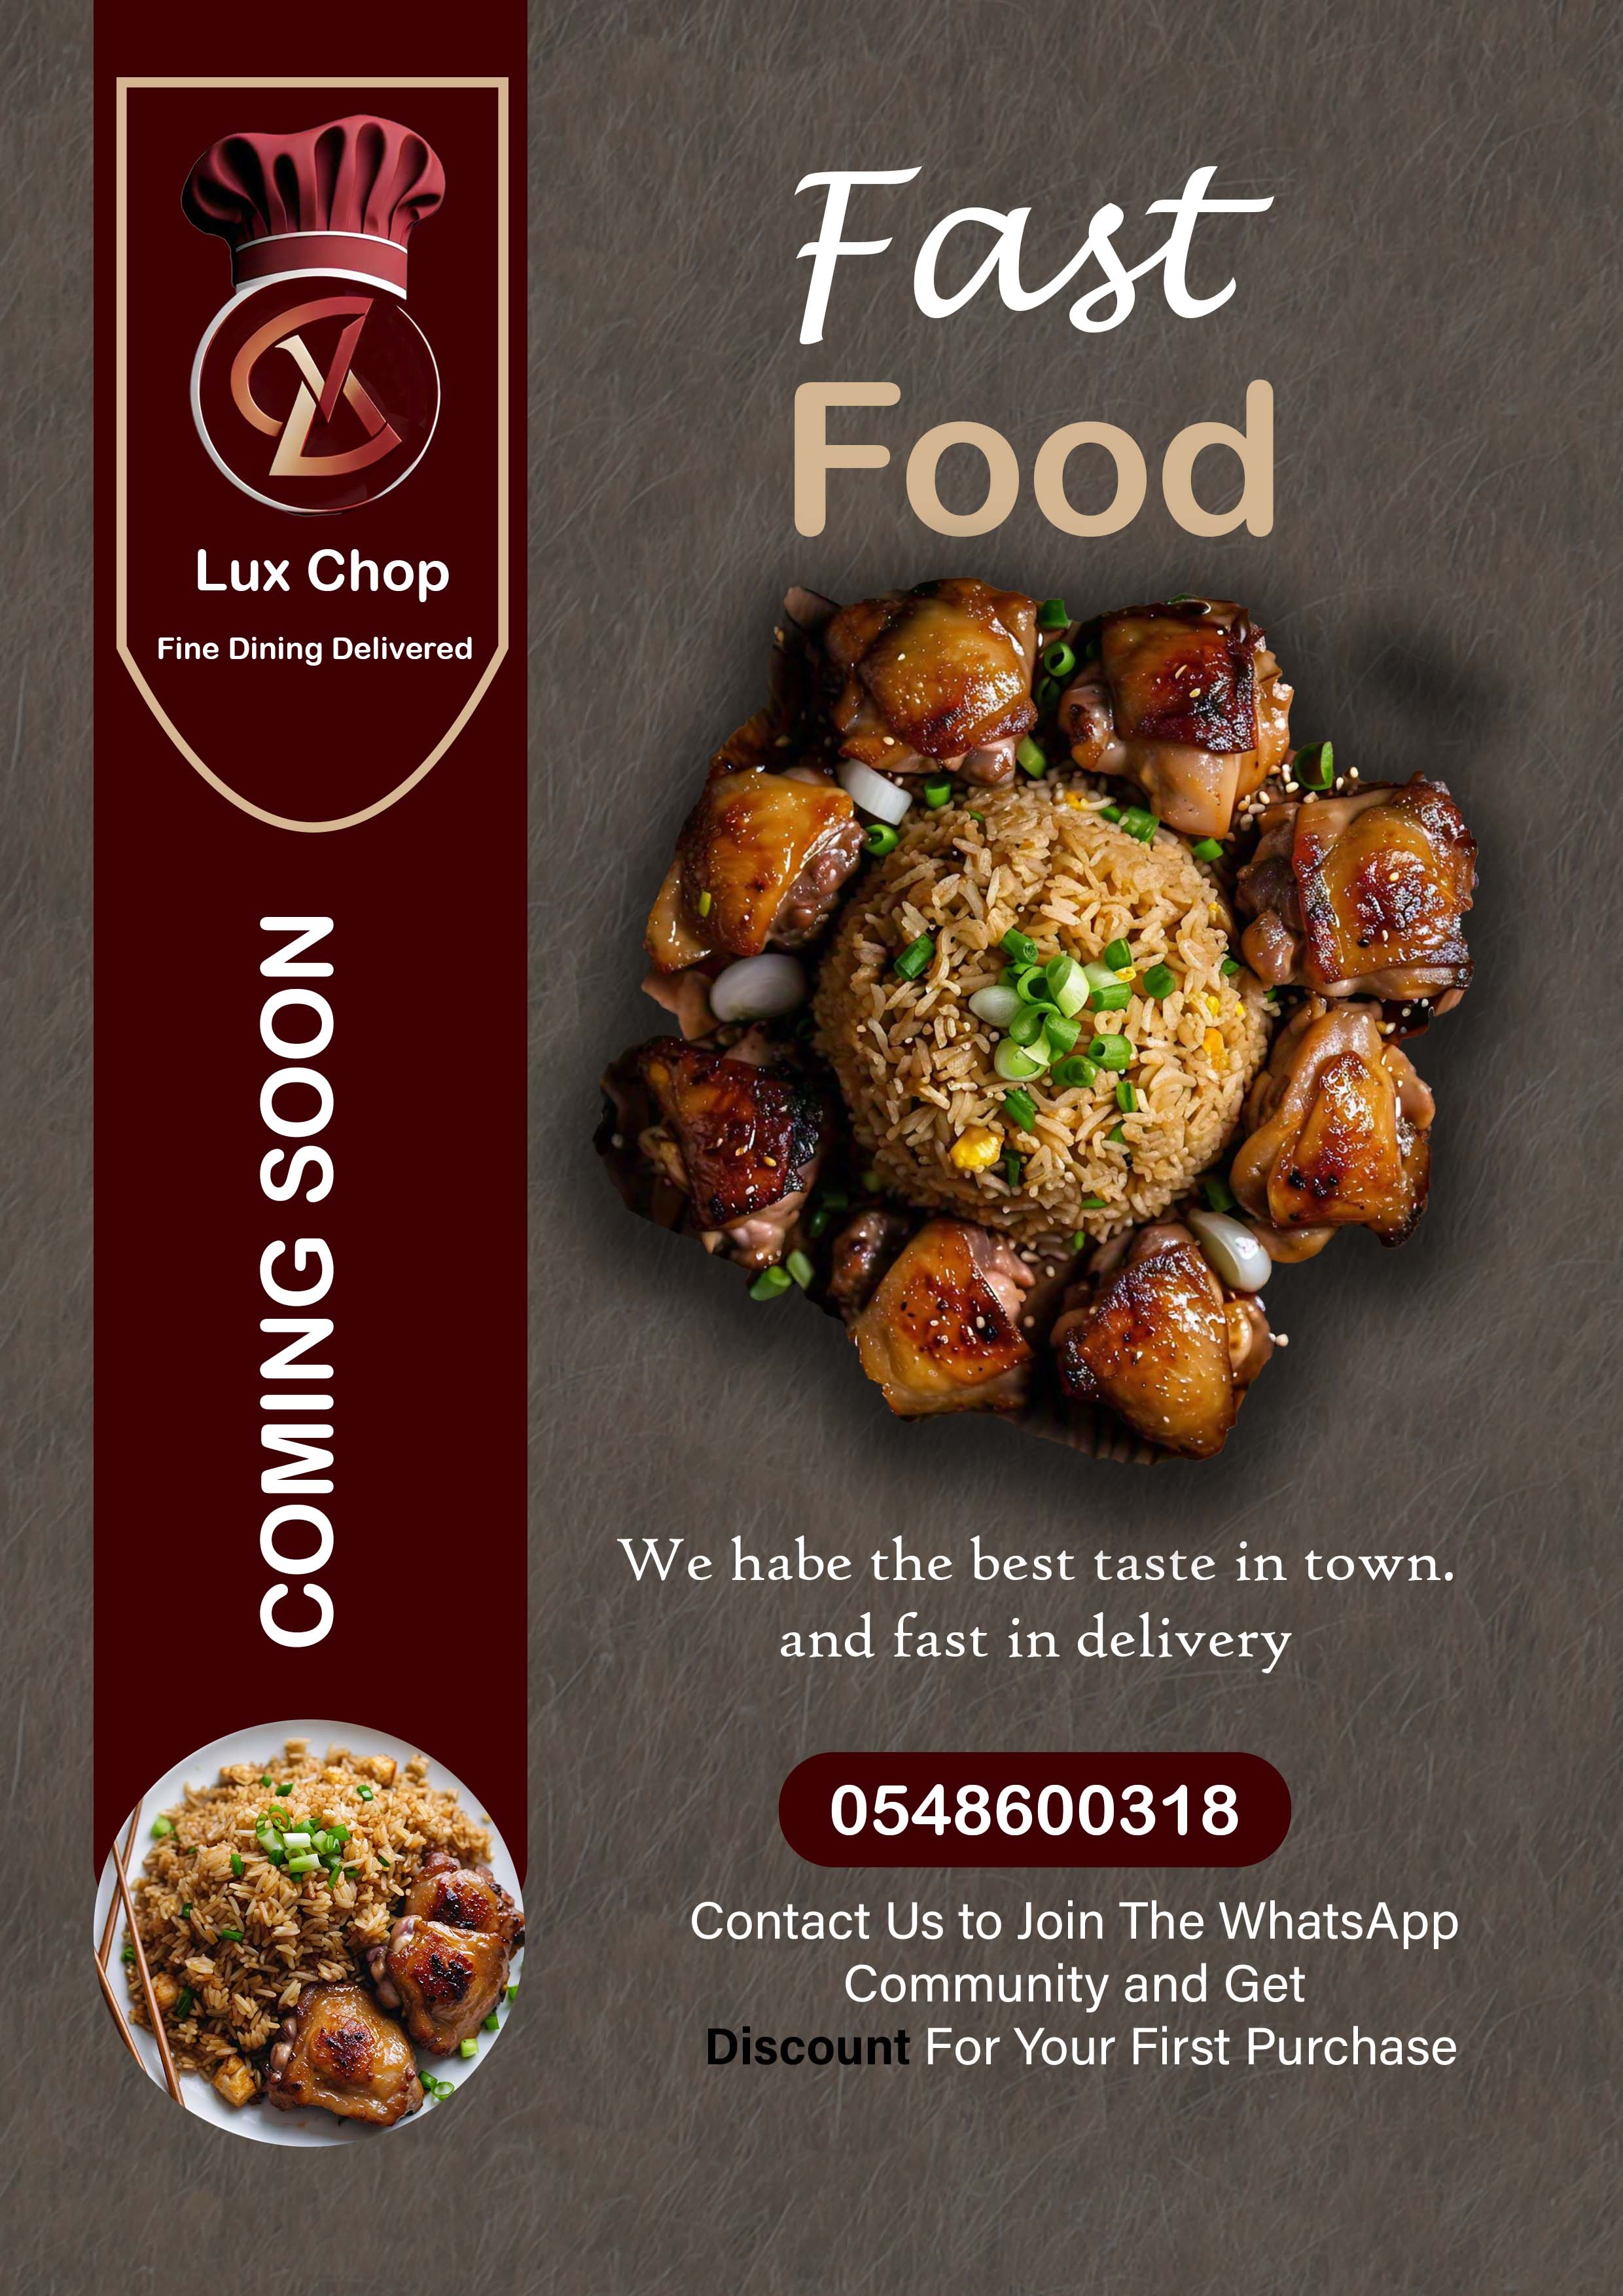 Lux Chop
Fine Dining Delivered
COMING SOON
Fast
Food
We habe the best taste in town.
and fast in delivery
0548600318
Contact Us to Join The WhatsApp
Community and Get
Discount For Your First Purchase